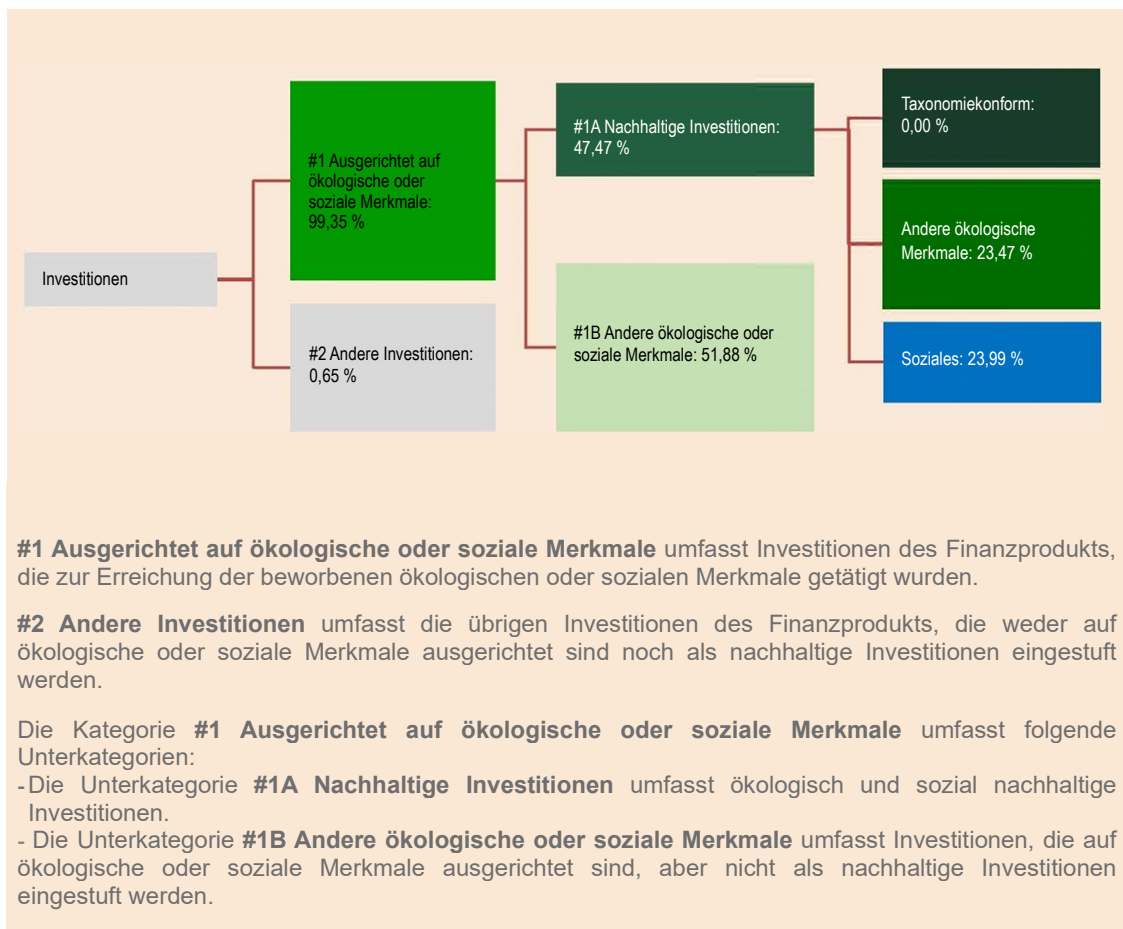 #1 Ausgerichtet auf
ökologische oder
soziale Merkmale:
99,35 %
#1A Nachhaltige Investitionen:
47,47 %
Taxonomiekonform:
0,00 %
Andere ökologische
Merkmale: 23,47 %
Investitionen
#2 Andere Investitionen:
0,65 %
#1B Andere ökologische oder
soziale Merkmale: 51,88 %
Soziales: 23,99 %
#1 Ausgerichtet auf ökologische oder soziale Merkmale umfasst Investitionen des Finanzprodukts,
die zur Erreichung der beworbenen ökologischen oder sozialen Merkmale getätigt wurden.
#2 Andere Investitionen umfasst die übrigen Investitionen des Finanzprodukts, die weder auf
ökologische oder soziale Merkmale ausgerichtet sind noch als nachhaltige Investitionen eingestuft
werden.
Die Kategorie #1 Ausgerichtet auf ökologische oder soziale Merkmale umfasst folgende
Unterkategorien:
- Die Unterkategorie #1A Nachhaltige Investitionen umfasst ökologisch und sozial nachhaltige
Investitionen.
- Die Unterkategorie #1B Andere ökologische oder soziale Merkmale umfasst Investitionen, die auf
ökologische oder soziale Merkmale ausgerichtet sind, aber nicht als nachhaltige Investitionen
eingestuft werden.